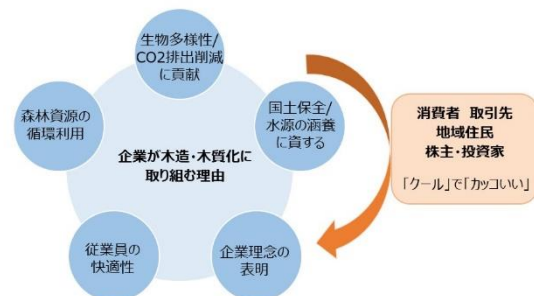 生物多様性/
CO2排出削減
に貢献
森林資源の
循環利用
国土保全/
水源の涵養
に資する
企業が木造・木質化に
取り組む理由
従業員の
快適性
企業理念の
表明
消費者 取引先
地域住民
株主・投資家
「クール」で「カッコいい」